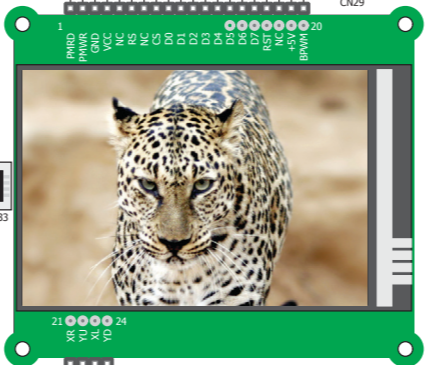 CN29
1
20
PMRD
PMWR
GND
VCC
NC
RS
NC
CS
D0
D1
D2
D3
D4
D5
D6
D7
RST
NC
+5V
BPWM
33
21
24
XR
YU
XL
YD